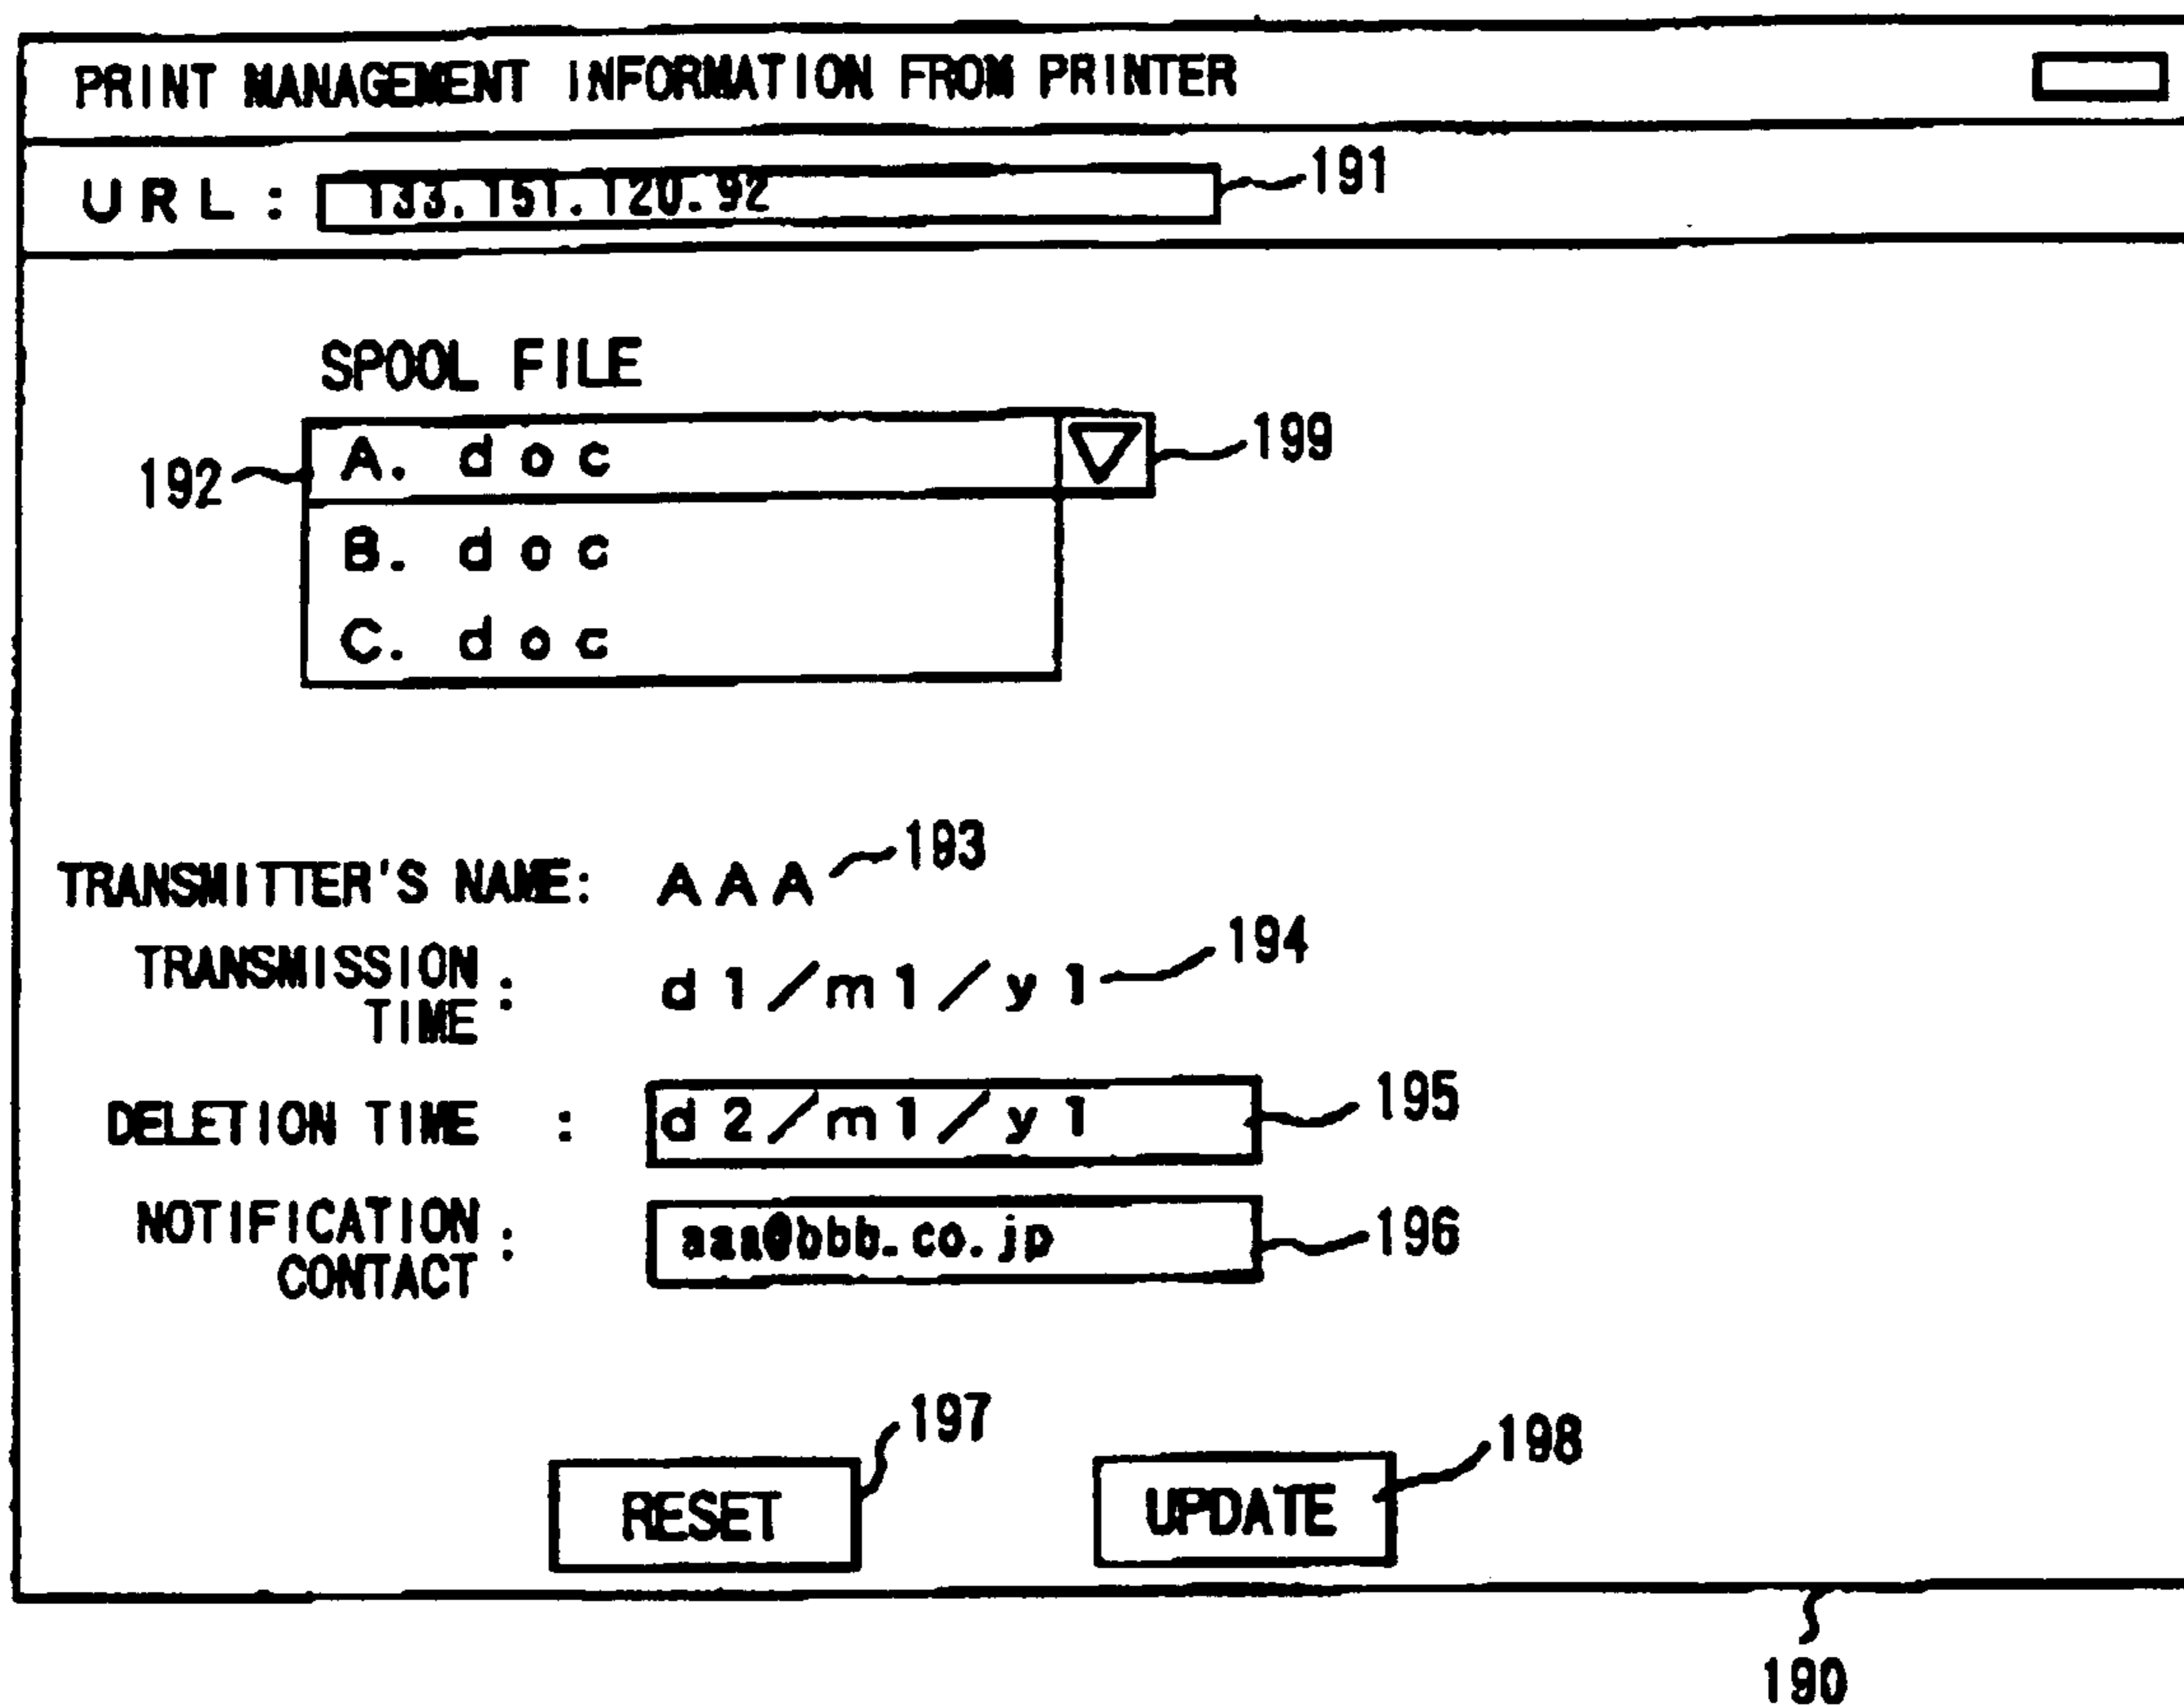 PRINT MANAGEMENT INFORMATION FROM PRINTER
URL: 133.151.120.92 191
SPOOL FILE
192 A. doc 199
B. doc
C. doc
TRANSMITTER'S NAME: AAA 193
TRANSMISSION TIME: d1/m1/y1 194
DELETION TIME : d2/m1/y1 195
NOTIFICATION CONTACT: aaa@bbb.co.jp 196
RESET 197 UPDATE 198
190